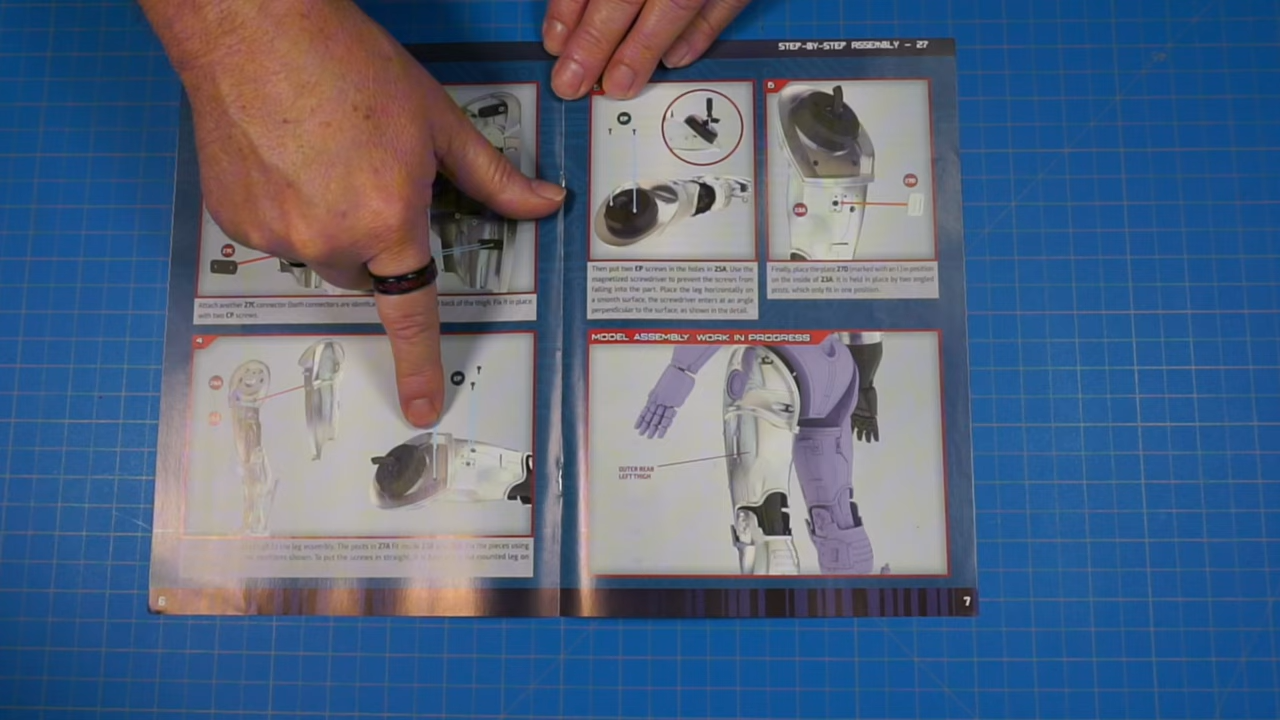 STEP-BY-STEP ASSEMBLY - 27
27C
Attach another 27C connector (both connectors are identical
back of the thigh. Fix it in place
with two CP screws.
4
EP
to the leg assembly. The posts in 27A fit
the pieces using
shown. To put the screws in straight,
mounted leg on
6
EP
Then put two EP screws in the holes in 25A. Use the
magnetized screwdriver to prevent the screws from
falling into the part. Place the leg horizontally on
a smooth surface, the screwdriver enters at an angle
perpendicular to the surface, as shown in the detail.
6
27D
23A
Finally, place the plate 27D (marked with an L) in position
on the inside of 23A. It is held in place by two angled
posts, which only fit in one position.
MODEL ASSEMBLY WORK IN PROGRESS
OUTER REAR
LEFT THIGH
7